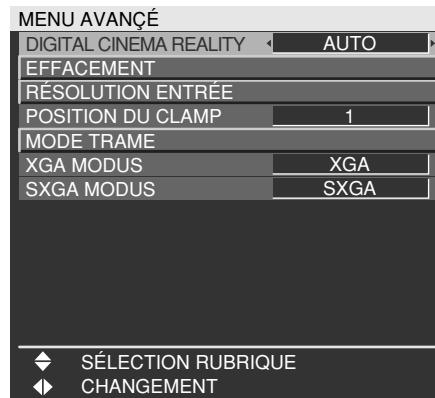 MENU AVANÇÉ
DIGITAL CINEMA REALITY AUTO
EFFACEMENT
RÉSOLUTION ENTRÉE
POSITION DU CLAMP 1
MODE TRAME
XGA MODUS XGA
SXGA MODUS SXGA
SÉLECTION RUBRIQUE
CHANGEMENT